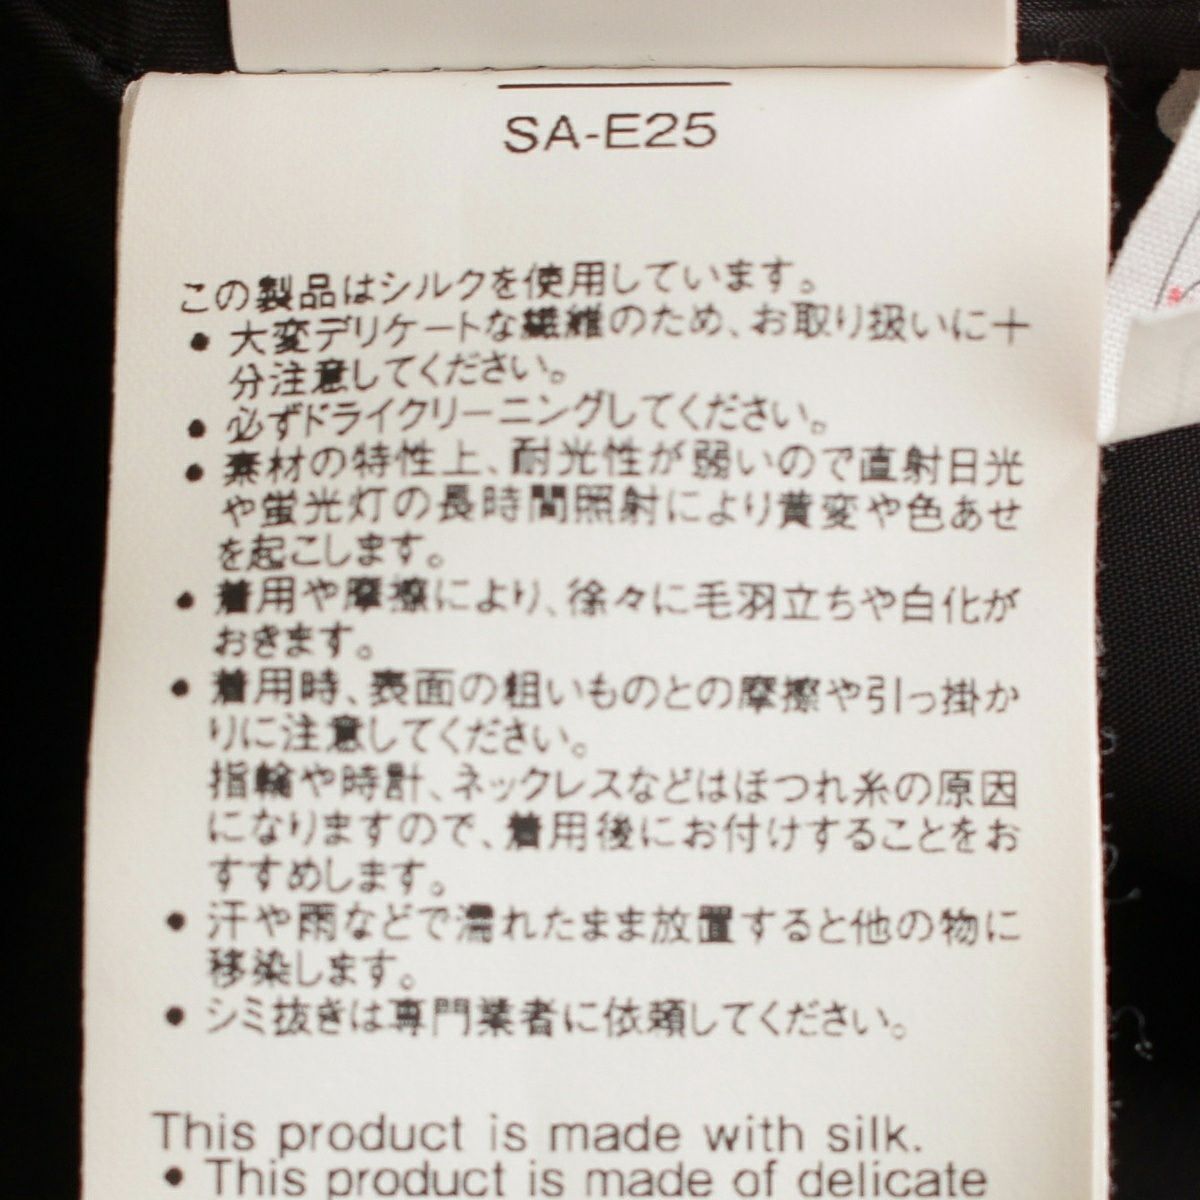 SA-E25
この製品はシルクを使用しています。
• 大変デリケートな繊維のため、お取り扱いに十
分注意してください。
• 必ずドライクリーニングしてください。
• 素材の特性上、耐光性が弱いので直射日光
や蛍光灯の長時間照射により黄変や色あせ
を起こします。
• 着用や摩擦により、徐々に毛羽立ちや白化が
おきます。
• 着用時、表面の粗いものとの摩擦や引っ掛か
りに注意してください。
指輪や時計、ネックレスなどはほつれ糸の原因
になりますので、着用後にお付けすることをお
すすめします。
• 汗や雨などで濡れたまま放置すると他の物に
移染します。
• シミ抜きは専門業者に依頼してください。
This product is made with silk.
• This product is made of delicate